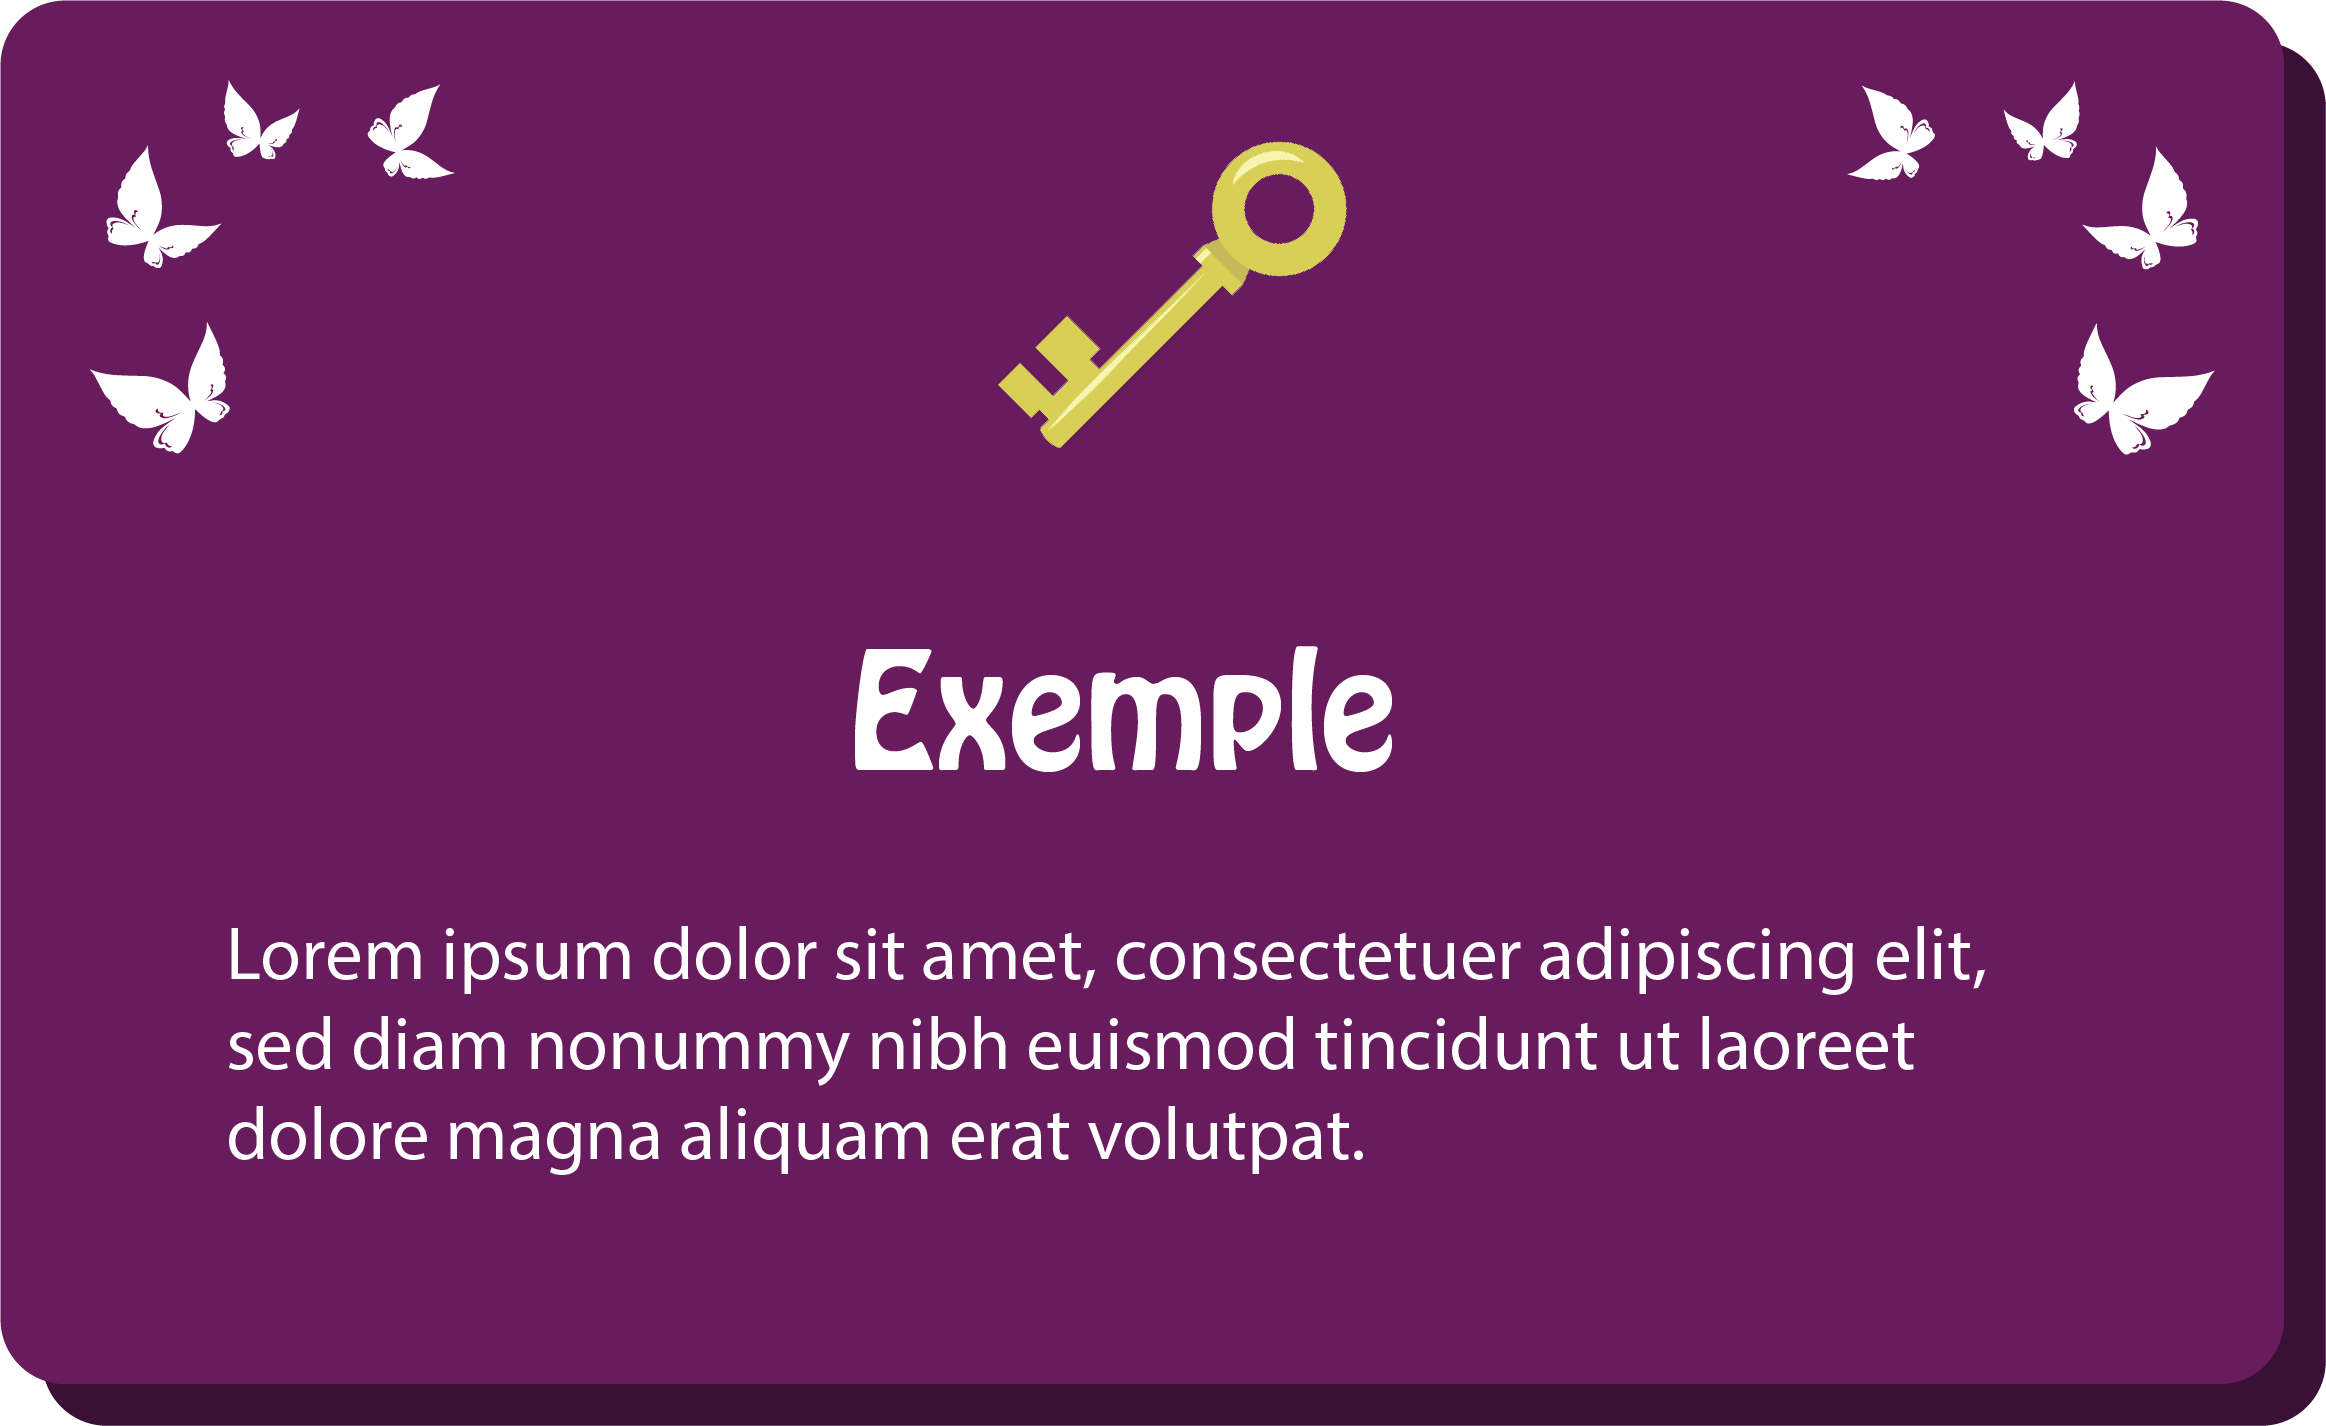 Exemple
Lorem ipsum dolor sit amet, consectetuer adipiscing elit,
sed diam nonummy nibh euismod tincidunt ut laoreet
dolore magna aliquam erat volutpat.